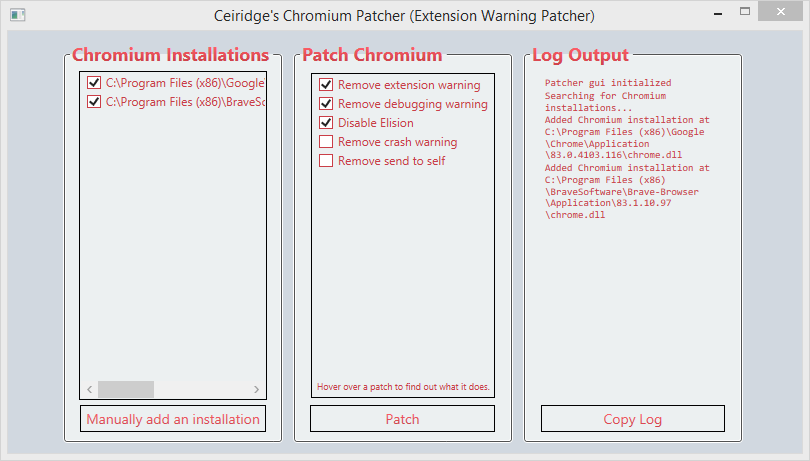 Ceiridge's Chromium Patcher (Extension Warning Patcher)
Chromium Installations
C:\Program Files (x86)\Google
C:\Program Files (x86)\BraveSo
Manually add an installation
Patch Chromium
Remove extension warning
Remove debugging warning
Disable Elision
Remove crash warning
Remove send to self
Hover over a patch to find out what it does.
Patch
Log Output
Patcher gui initialized
Searching for Chromium
installations...
Added Chromium installation at
C:\Program Files (x86)\Google
\Chrome\Application
\83.0.4103.116\chrome.dll
Added Chromium installation at
C:\Program Files (x86)
\BraveSoftware\Brave-Browser
\Application\83.1.10.97
\chrome.dll
Copy Log